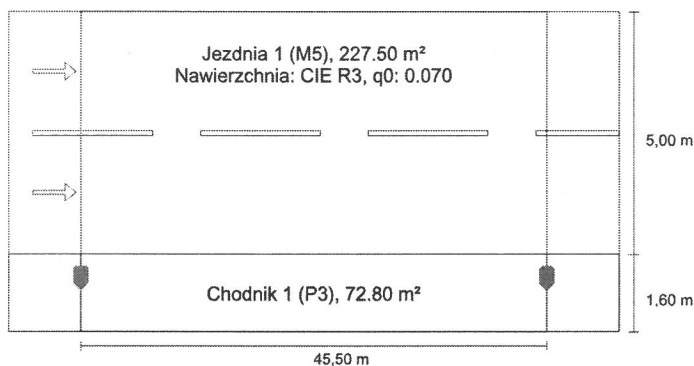 Jezdnia 1 (M5), 227.50 m²
Nawierzchnia: CIE R3, q0: 0.070
5,00 m
Chodnik 1 (P3), 72.80 m²
1,60 m
45,50 m